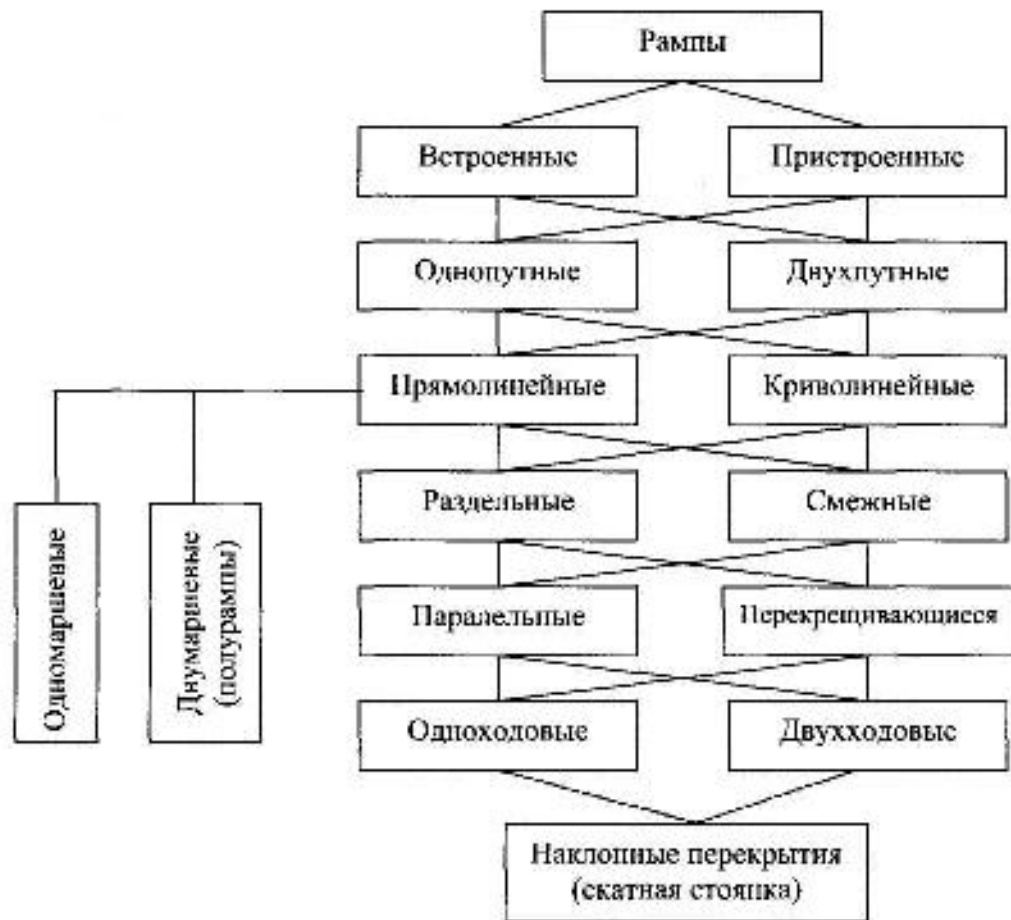 Рампы
Встроенные
Пристроенные
Однопутные
Двухпутные
Прямолинейные
Криволинейные
Раздельные
Смежные
Одномаршевые
Двумаршевые
(полурампы)
Паралельные
Перекрещивающиеся
Одноходовые
Двухходовые
Наклонные перекрытия
(скатная стоянка)